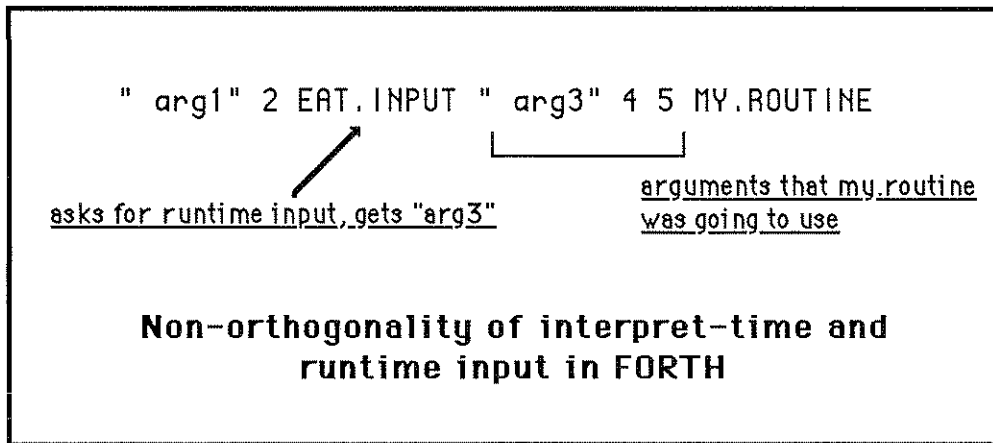 " arg1" 2 EAT.INPUT " arg3" 4 5 MY.ROUTINE
asks for runtime input, gets "arg3"
arguments that my.routine
was going to use
Non-orthogonality of interpret-time and
runtime input in FORTH